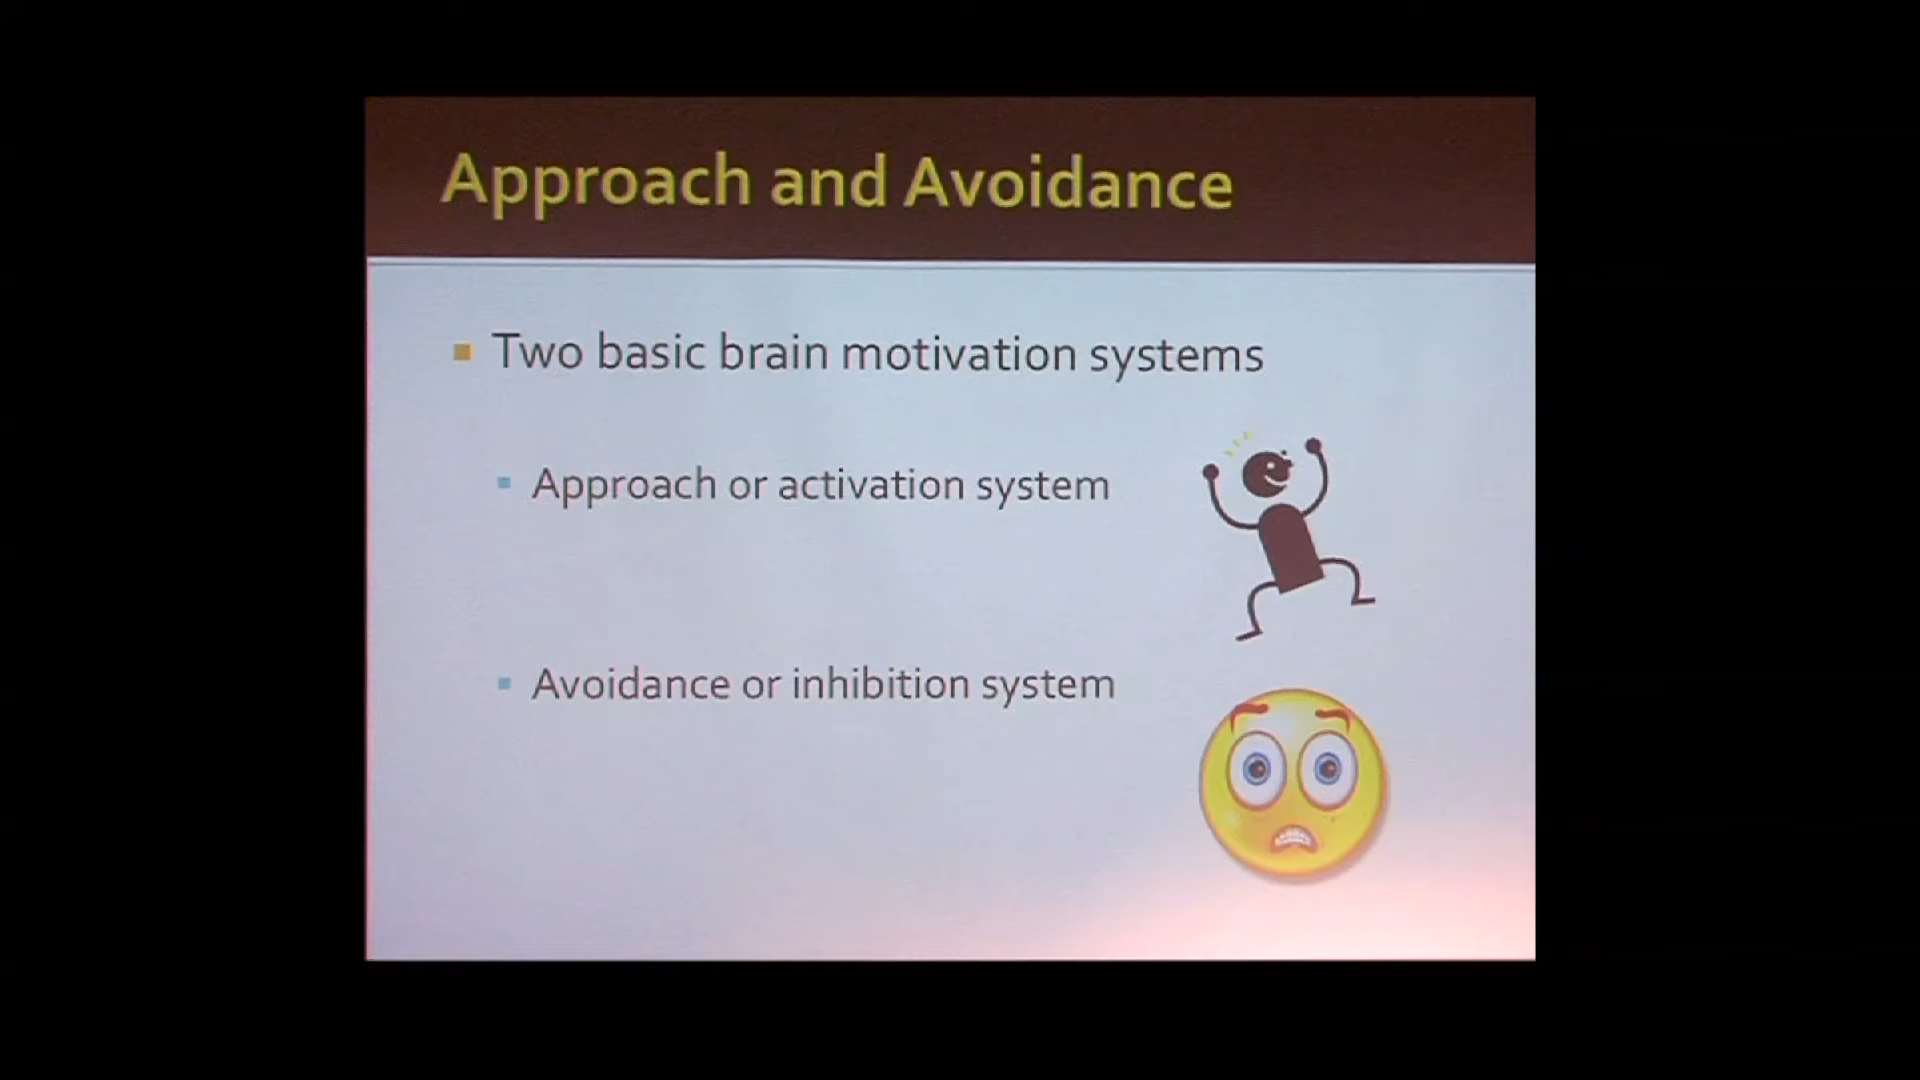 Approach and Avoidance
Two basic brain motivation systems
Approach or activation system
Avoidance or inhibition system